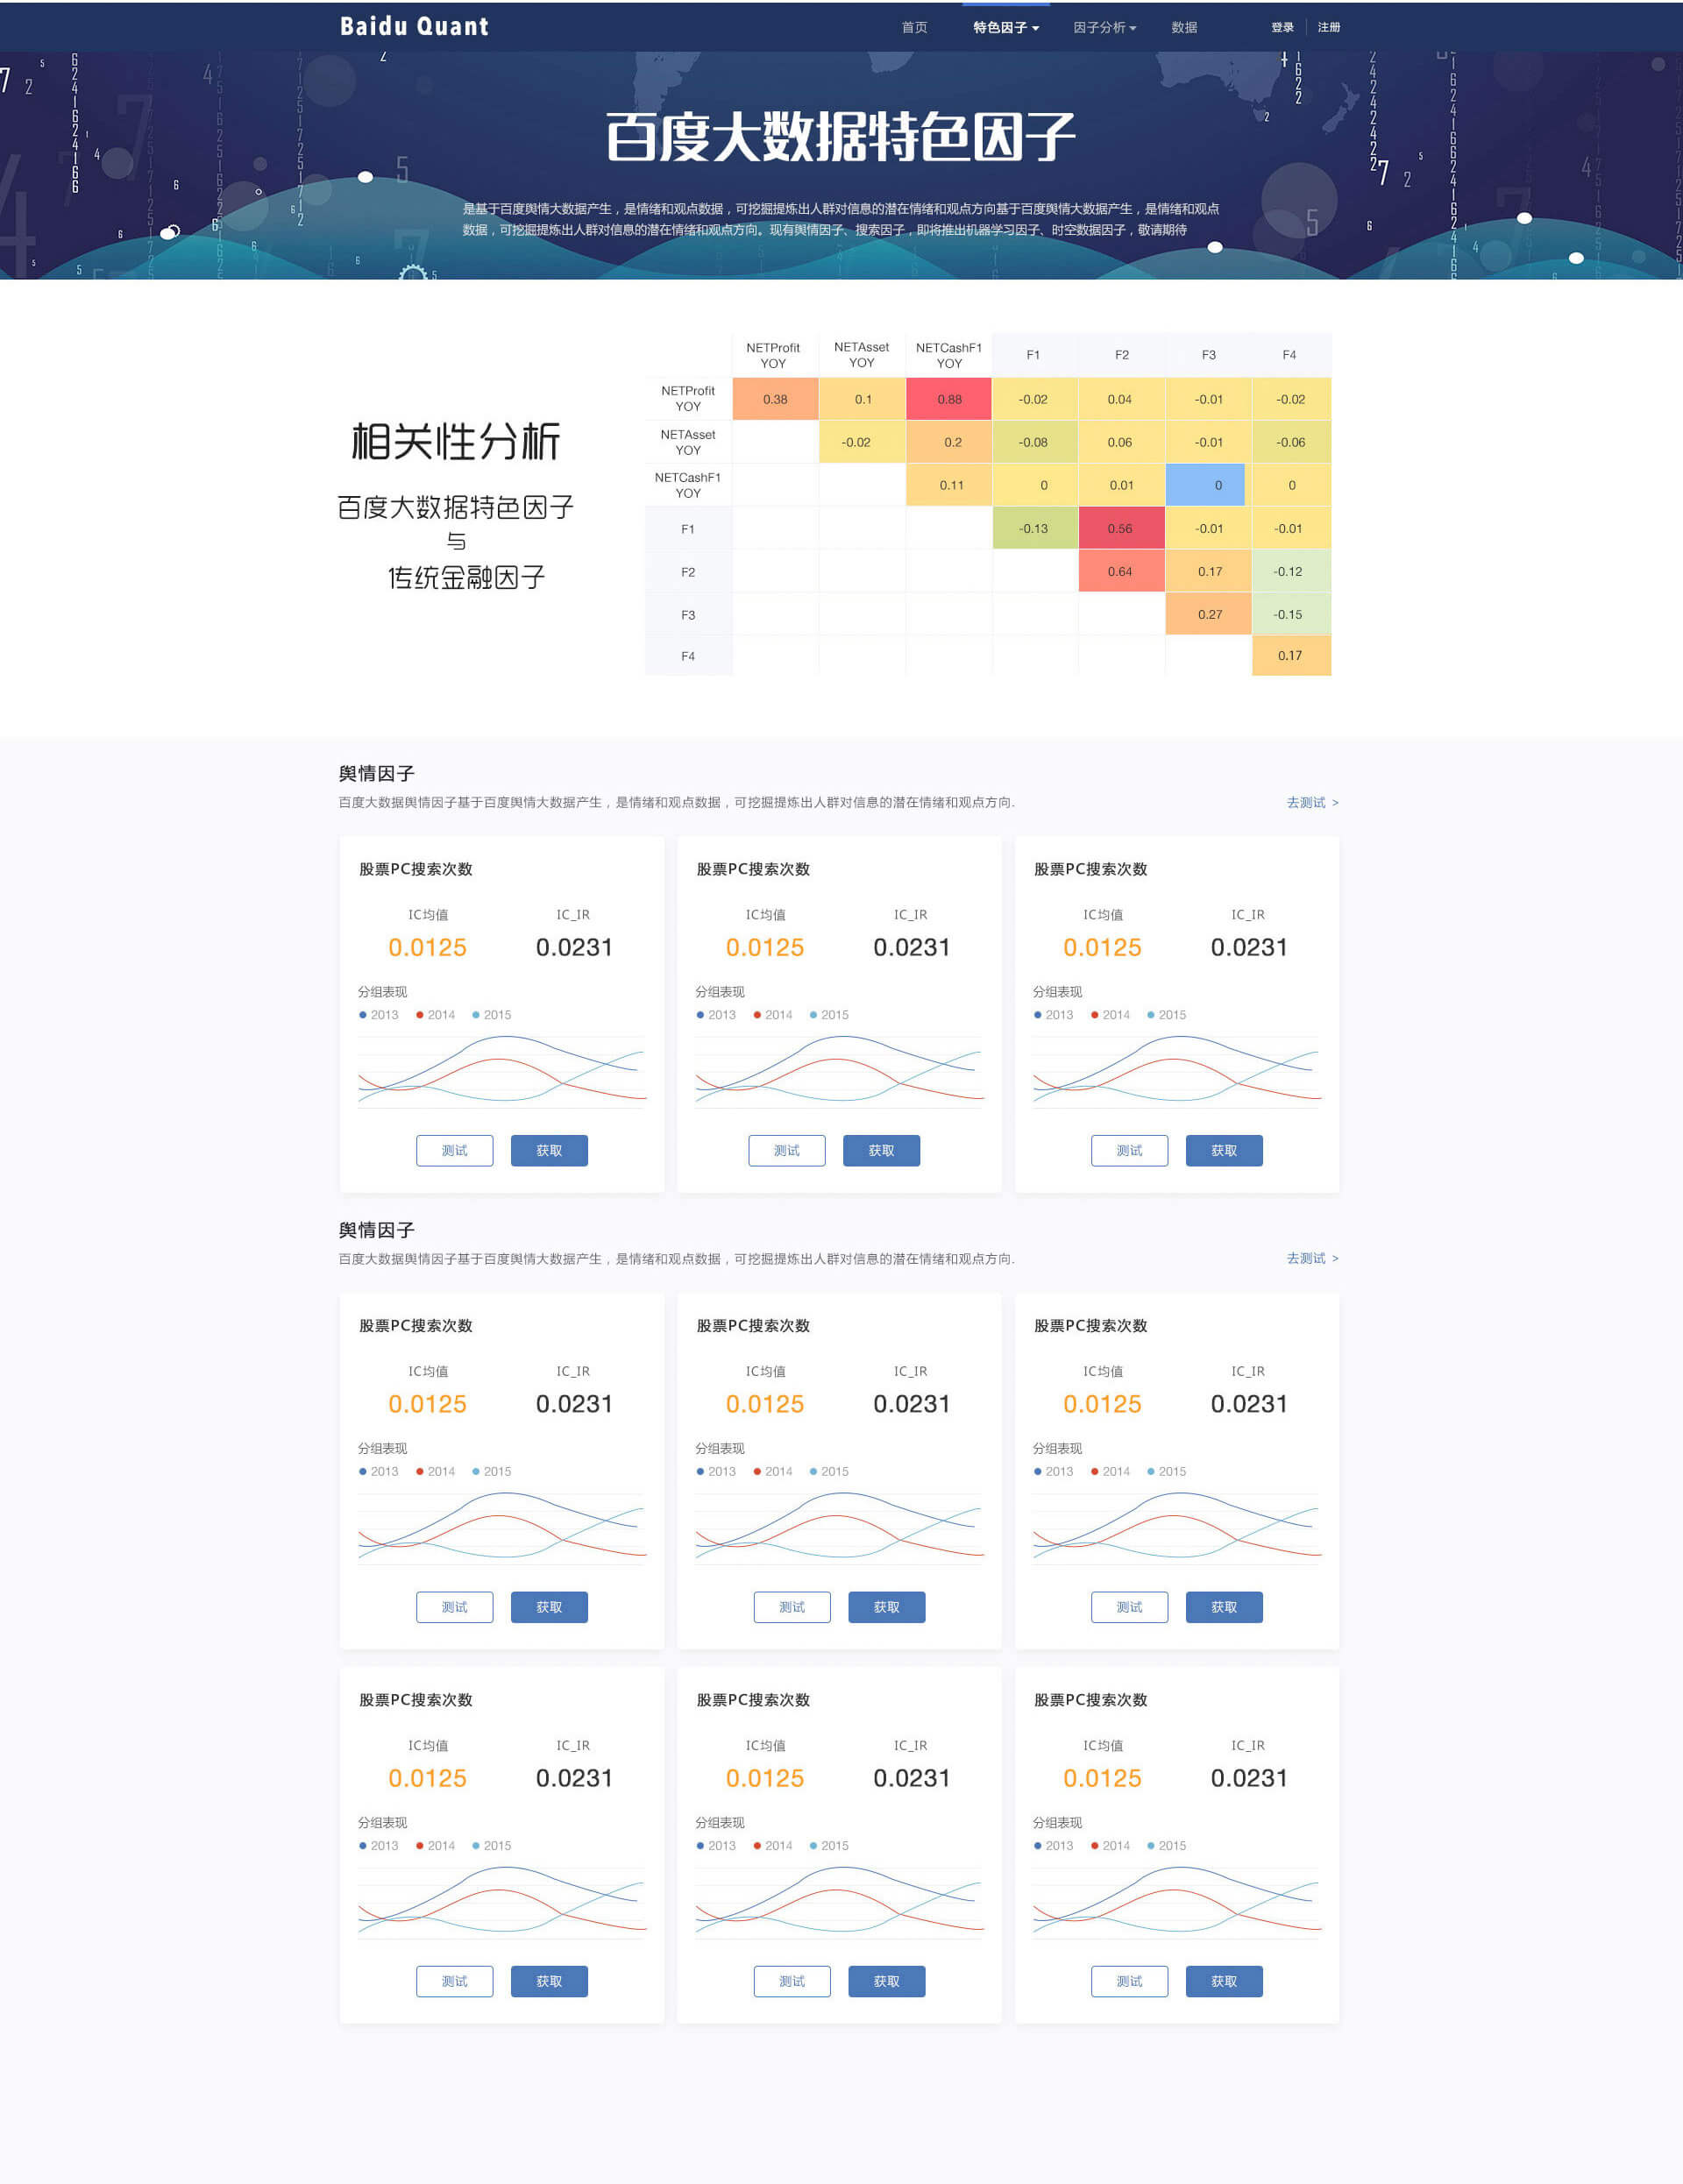 Baidu Quant
首页 特色因子 因子分析 数据 登录 注册
百度大数据特色因子
是基于百度舆情大数据产生，是情绪和观点数据，可挖掘提炼出人群对信息的潜在情绪和观点方向基于百度舆情大数据产生，是情绪和观点
数据，可挖掘提炼出人群对信息的潜在情绪和观点方向。现有舆情因子、搜索因子，即将推出机器学习因子、时空数据因子，敬请期待
相关性分析
百度大数据特色因子
与
传统金融因子
NETProfit YOY NETAsset YOY NETCashF1 YOY F1 F2 F3 F4
NETProfit YOY 0.38 0.1 0.88 -0.02 0.04 -0.01 -0.02
NETAsset YOY -0.02 0.2 -0.08 0.06 -0.01 -0.06
NETCashF1 YOY 0.11 0 0.01 0 0
F1 -0.13 0.56 -0.01 -0.01
F2 0.64 0.17 -0.12
F3 0.27 -0.15
F4 0.17
舆情因子
百度大数据舆情因子基于百度舆情大数据产生，是情绪和观点数据，可挖掘提炼出人群对信息的潜在情绪和观点方向. 去测试 >
股票PC搜索次数 股票PC搜索次数 股票PC搜索次数
IC均值 IC_IR IC均值 IC_IR IC均值 IC_IR
0.0125 0.0231 0.0125 0.0231 0.0125 0.0231
分组表现 分组表现 分组表现
2013 2014 2015 2013 2014 2015 2013 2014 2015
测试 获取 测试 获取 测试 获取
舆情因子
百度大数据舆情因子基于百度舆情大数据产生，是情绪和观点数据，可挖掘提炼出人群对信息的潜在情绪和观点方向. 去测试 >
股票PC搜索次数 股票PC搜索次数 股票PC搜索次数
IC均值 IC_IR IC均值 IC_IR IC均值 IC_IR
0.0125 0.0231 0.0125 0.0231 0.0125 0.0231
分组表现 分组表现 分组表现
2013 2014 2015 2013 2014 2015 2013 2014 2015
测试 获取 测试 获取 测试 获取
股票PC搜索次数 股票PC搜索次数 股票PC搜索次数
IC均值 IC_IR IC均值 IC_IR IC均值 IC_IR
0.0125 0.0231 0.0125 0.0231 0.0125 0.0231
分组表现 分组表现 分组表现
2013 2014 2015 2013 2014 2015 2013 2014 2015
测试 获取 测试 获取 测试 获取